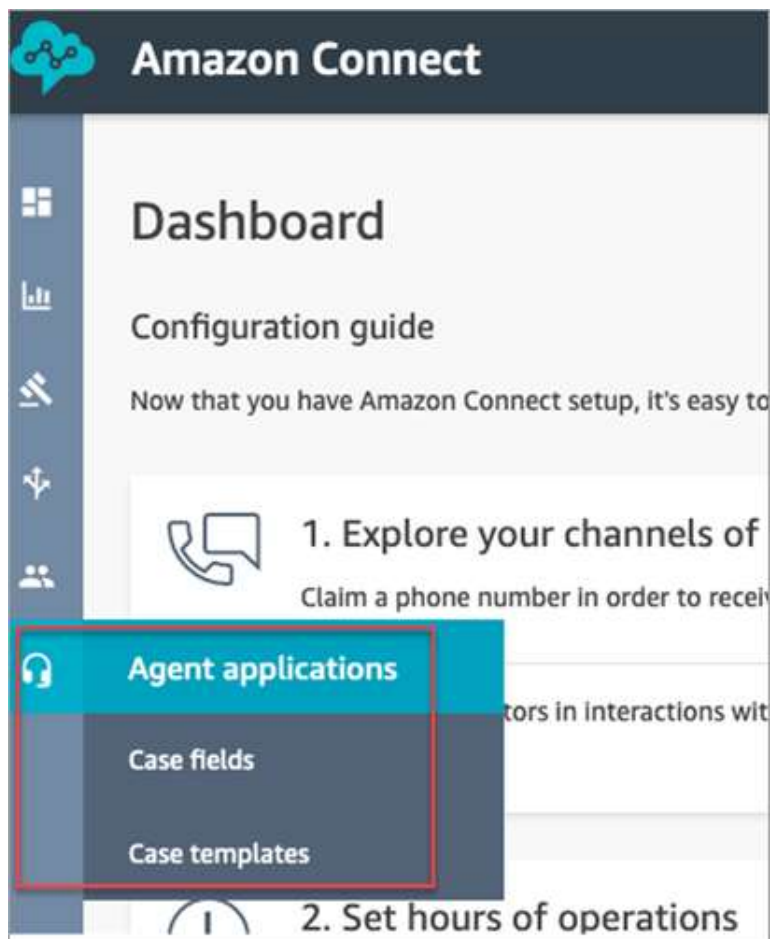 Amazon Connect
Dashboard
Configuration guide
Now that you have Amazon Connect setup, it's easy to
1. Explore your channels of
Claim a phone number in order to recei
Agent applications
tors in interactions wit
Case fields
Case templates
2. Set hours of operations